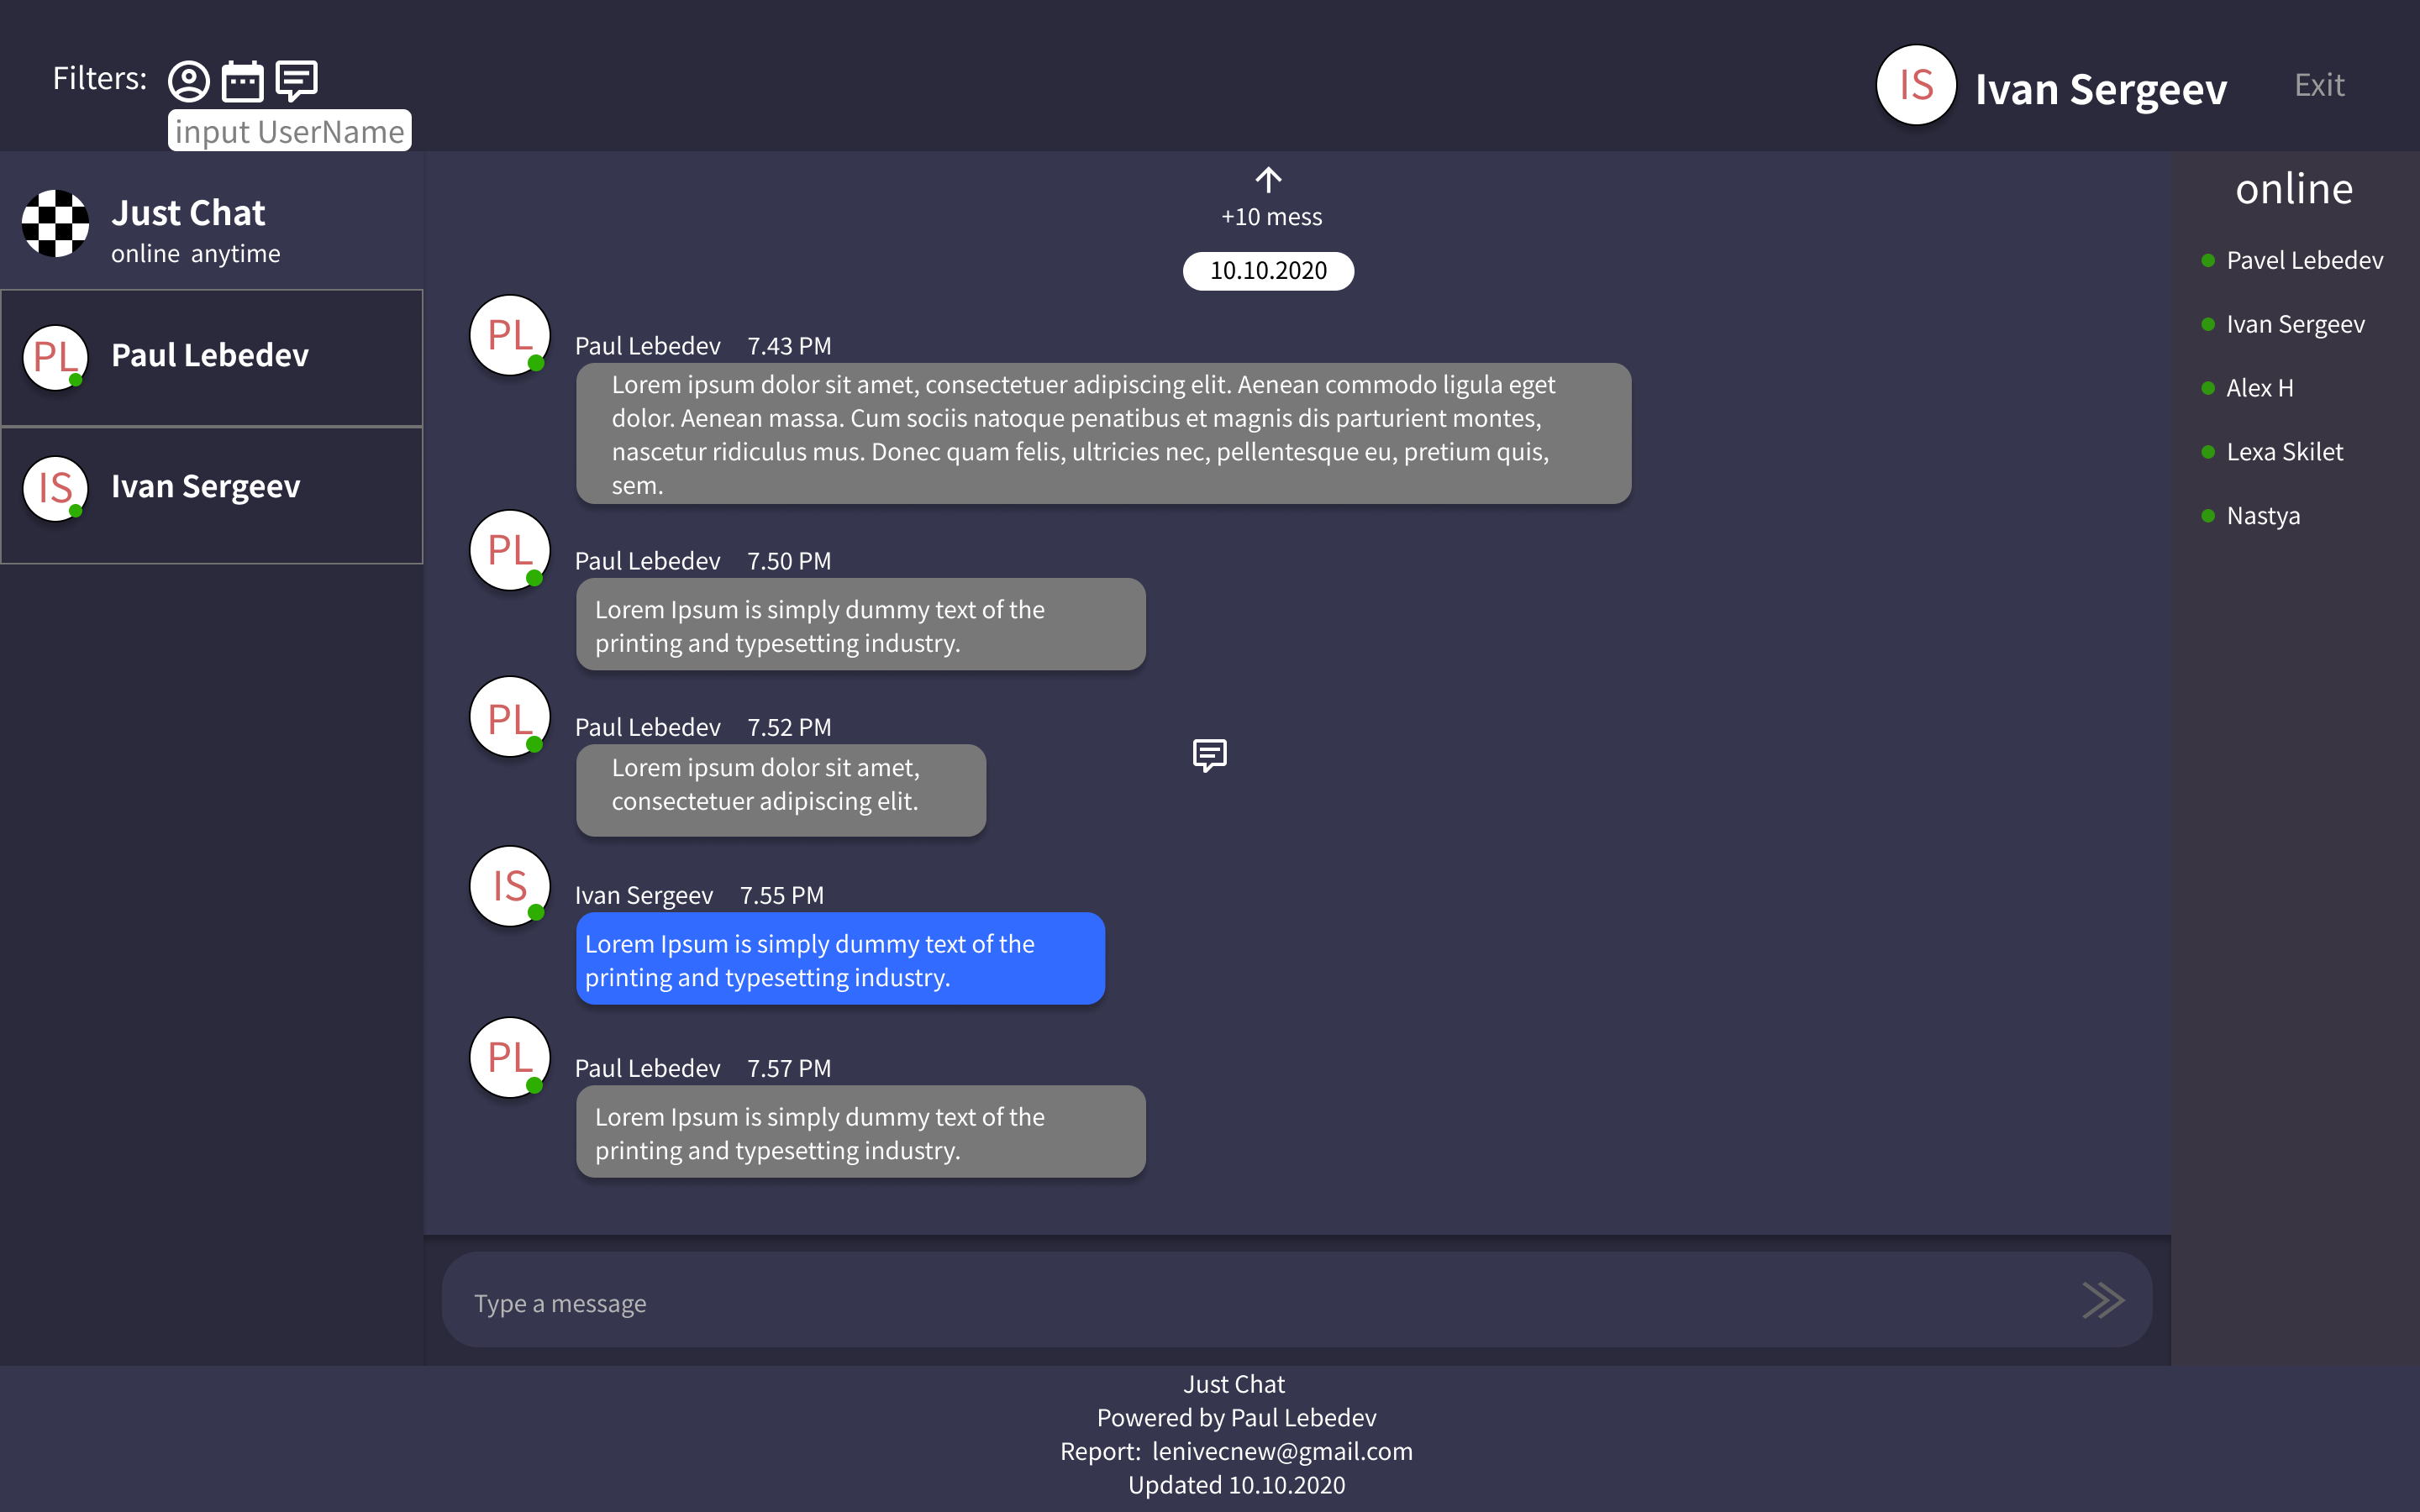 Filters:
input UserName
IS Ivan Sergeev Exit
Just Chat
online anytime
PL Paul Lebedev
IS Ivan Sergeev
+10 mess
10.10.2020
PL
Paul Lebedev 7.43 PM
Lorem ipsum dolor sit amet, consectetuer adipiscing elit. Aenean commodo ligula eget
dolor. Aenean massa. Cum sociis natoque penatibus et magnis dis parturient montes,
nascetur ridiculus mus. Donec quam felis, ultricies nec, pellentesque eu, pretium quis,
sem.
PL
Paul Lebedev 7.50 PM
Lorem Ipsum is simply dummy text of the
printing and typesetting industry.
PL
Paul Lebedev 7.52 PM
Lorem ipsum dolor sit amet,
consectetuer adipiscing elit.
IS
Ivan Sergeev 7.55 PM
Lorem Ipsum is simply dummy text of the
printing and typesetting industry.
PL
Paul Lebedev 7.57 PM
Lorem Ipsum is simply dummy text of the
printing and typesetting industry.
Type a message
online
Pavel Lebedev
Ivan Sergeev
Alex H
Lexa Skilet
Nastya
Just Chat
Powered by Paul Lebedev
Report: lenivecnew@gmail.com
Updated 10.10.2020